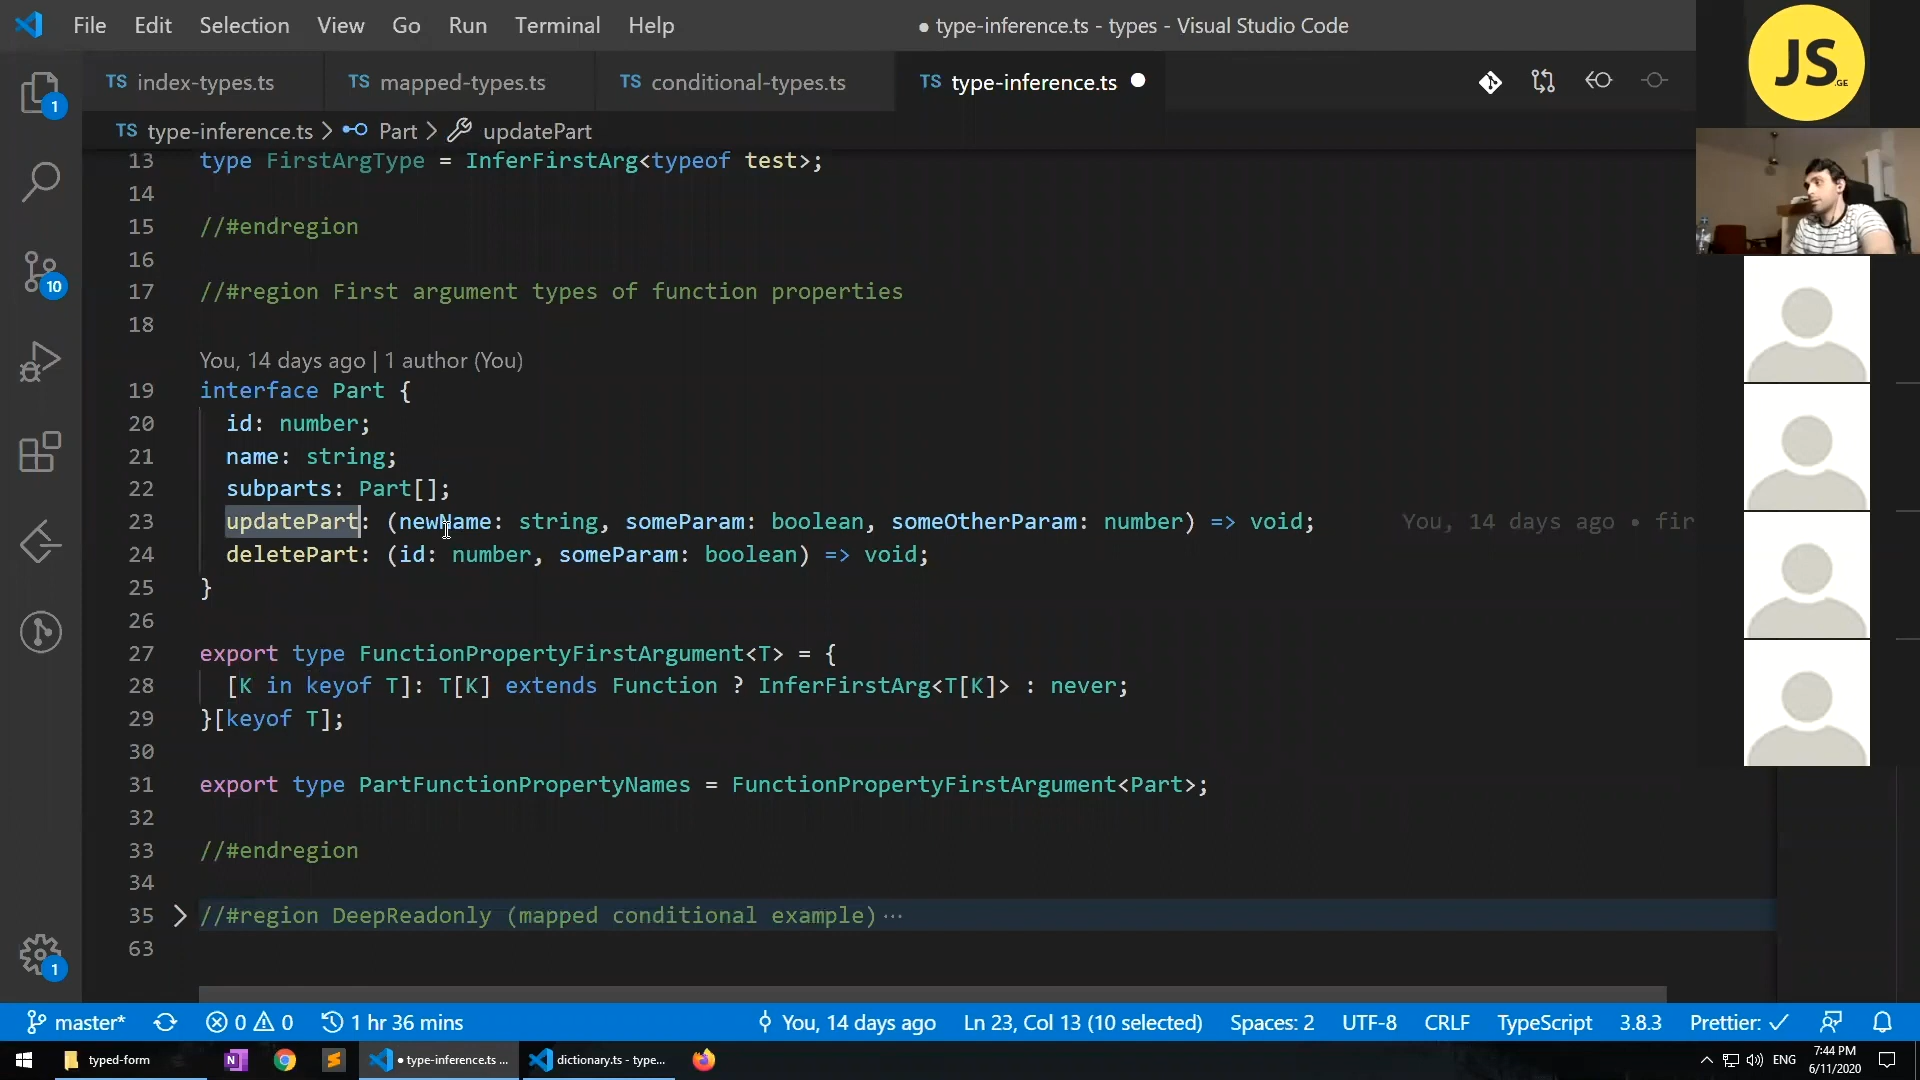 File Edit Selection View Go Run Terminal Help
● type-inference.ts - types - Visual Studio Code
JS
.GE
TS index-types.ts
TS mapped-types.ts
TS conditional-types.ts
TS type-inference.ts
TS type-inference.ts > Part > updatePart
13 type FirstArgType = InferFirstArg<typeof test>;
14
15 //#endregion
16
17 //#region First argument types of function properties
18
You, 14 days ago | 1 author (You)
19 interface Part {
20 id: number;
21 name: string;
22 subparts: Part[];
23 updatePart: (newName: string, someParam: boolean, someOtherParam: number) => void; You, 14 days ago • fir
24 deletePart: (id: number, someParam: boolean) => void;
25 }
26
27 export type FunctionPropertyFirstArgument<T> = {
28 [K in keyof T]: T[K] extends Function ? InferFirstArg<T[K]> : never;
29 }[keyof T];
30
31 export type PartFunctionPropertyNames = FunctionPropertyFirstArgument<Part>;
32
33 //#endregion
34
35 //#region DeepReadonly (mapped conditional example)···
63
1
10
1
master* 0 0 1 hr 36 mins You, 14 days ago Ln 23, Col 13 (10 selected) Spaces: 2 UTF-8 CRLF TypeScript 3.8.3 Prettier: ✓
typed-form
● type-inference.ts ...
dictionary.ts - type...
ENG
7:44 PM
6/11/2020